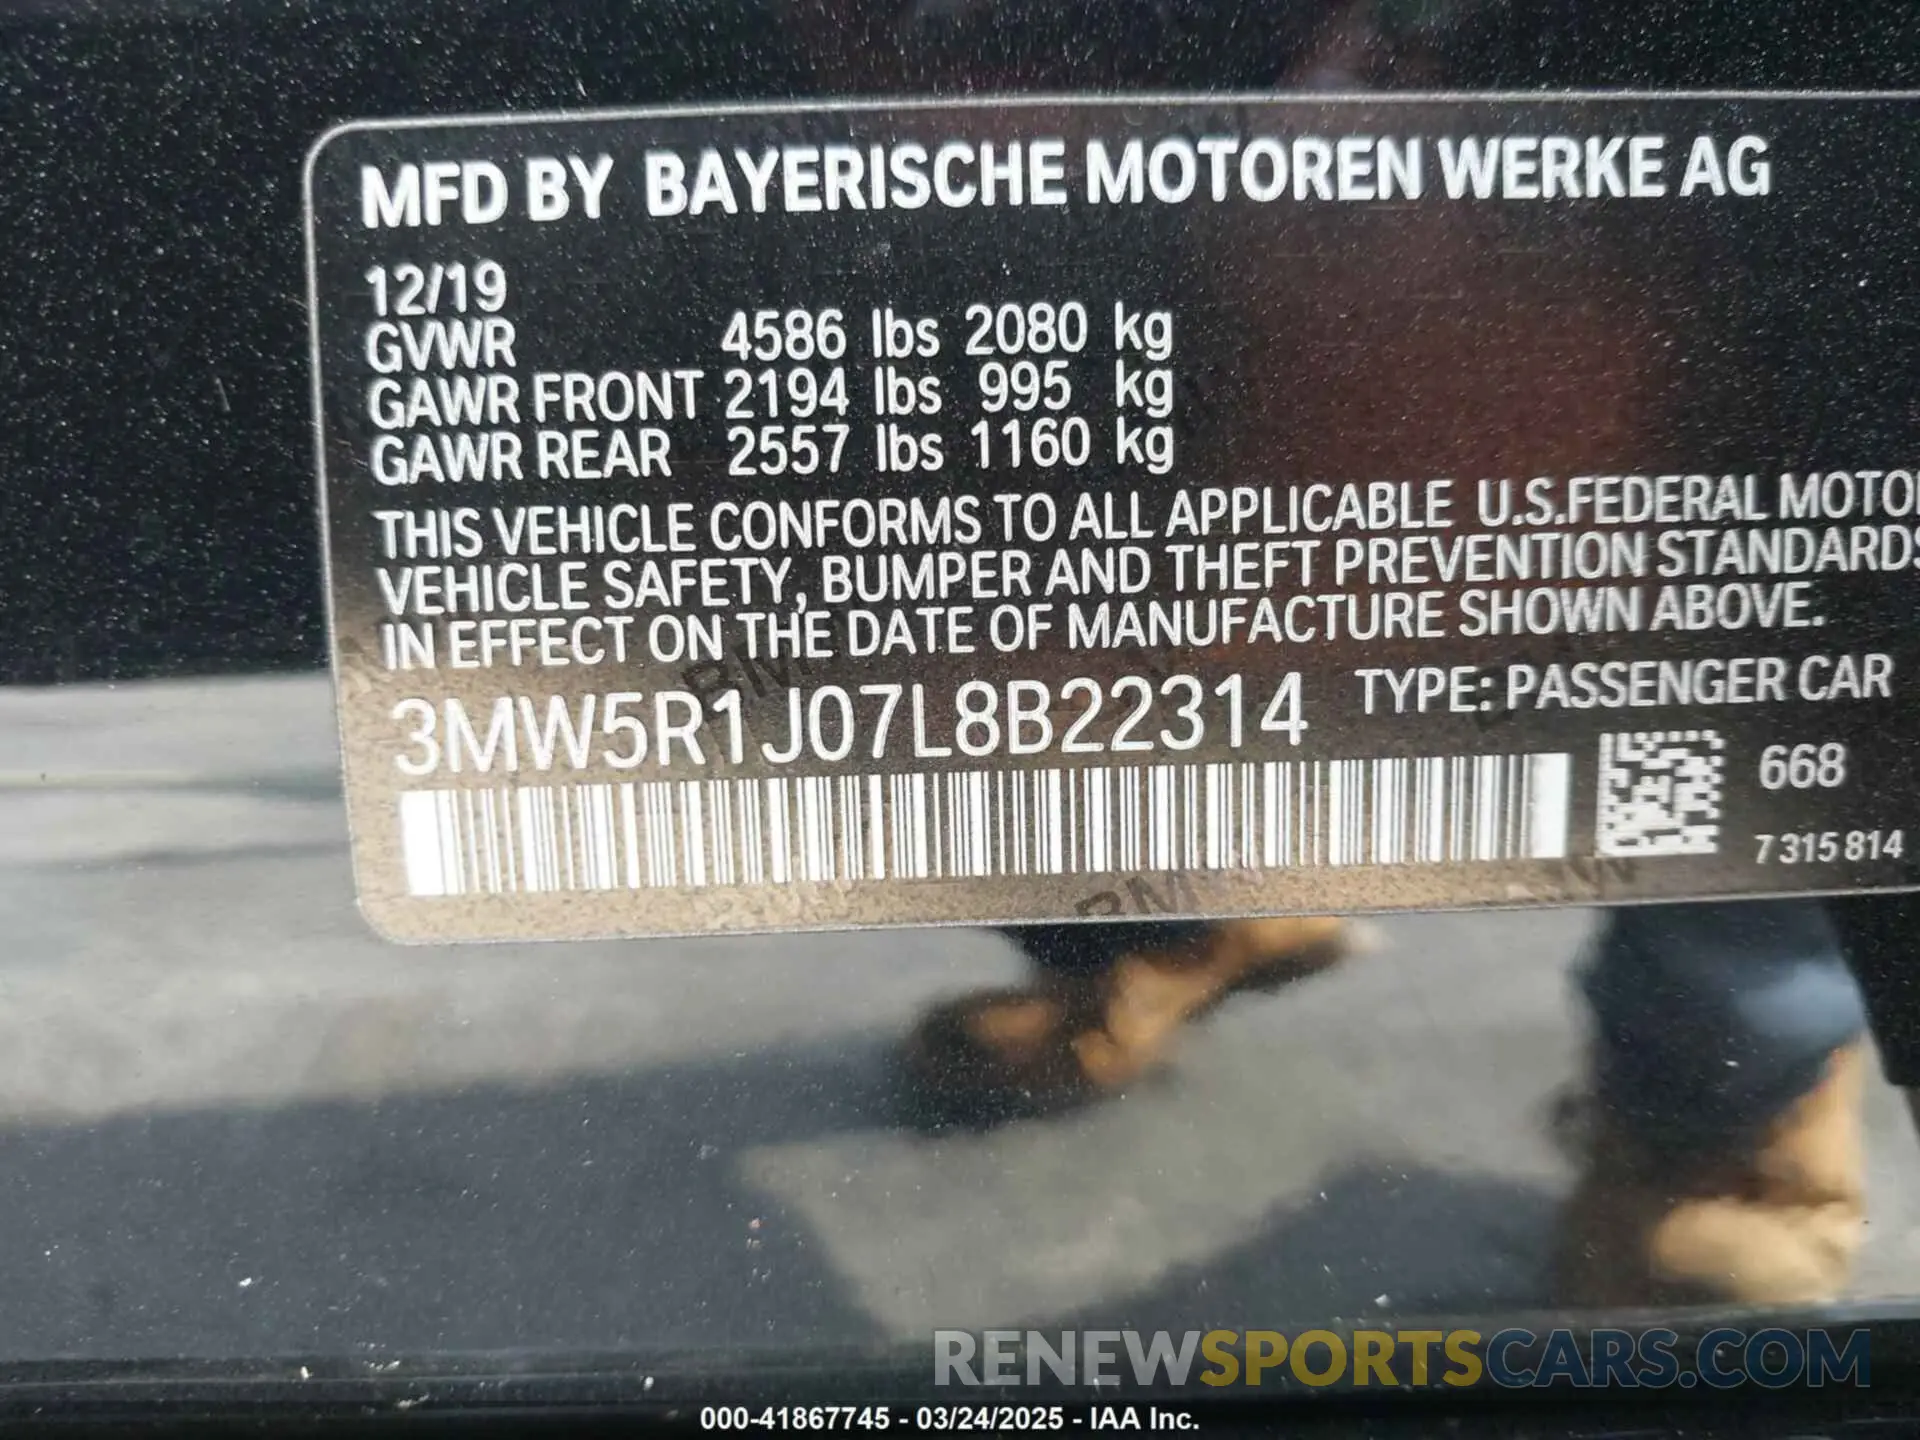 MFD BY BAYERISCHE MOTOREN WERKE AG
12/19
GVWR 4586 lbs 2080 kg
GAWR FRONT 2194 lbs 995 kg
GAWR REAR 2557 lbs 1160 kg
THIS VEHICLE CONFORMS TO ALL APPLICABLE U.S.FEDERAL MOTOR
VEHICLE SAFETY, BUMPER AND THEFT PREVENTION STANDARDS
IN EFFECT ON THE DATE OF MANUFACTURE SHOWN ABOVE.
3MW5R1J07L8B22314 TYPE: PASSENGER CAR
668
7 315 814
RENEWSPORTSCARS.COM
000-41867745 - 03/24/2025 - IAA Inc.